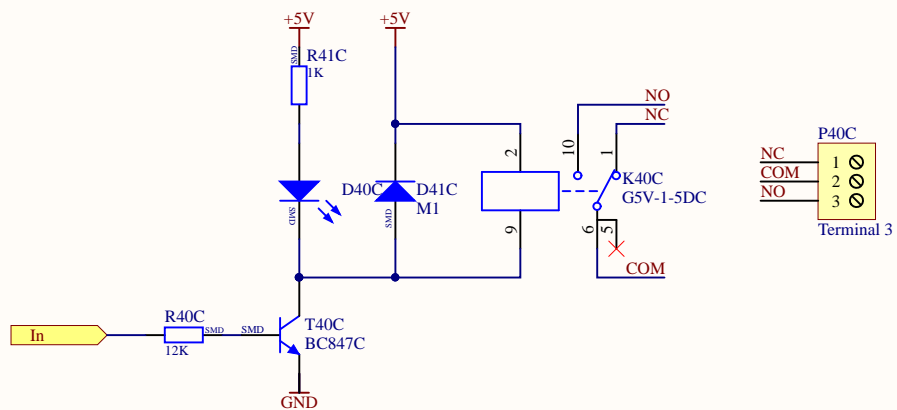 +5V
+5V
SMD
R41C
1K
NO
NC
10
1
2
P40C
NC
1
COM
2
NO
3
Terminal 3
D40C
D41C
M1
SMD
SMD
K40C
G5V-1-5DC
9
6
5
COM
In
R40C
SMD
12K
SMD
T40C
BC847C
GND